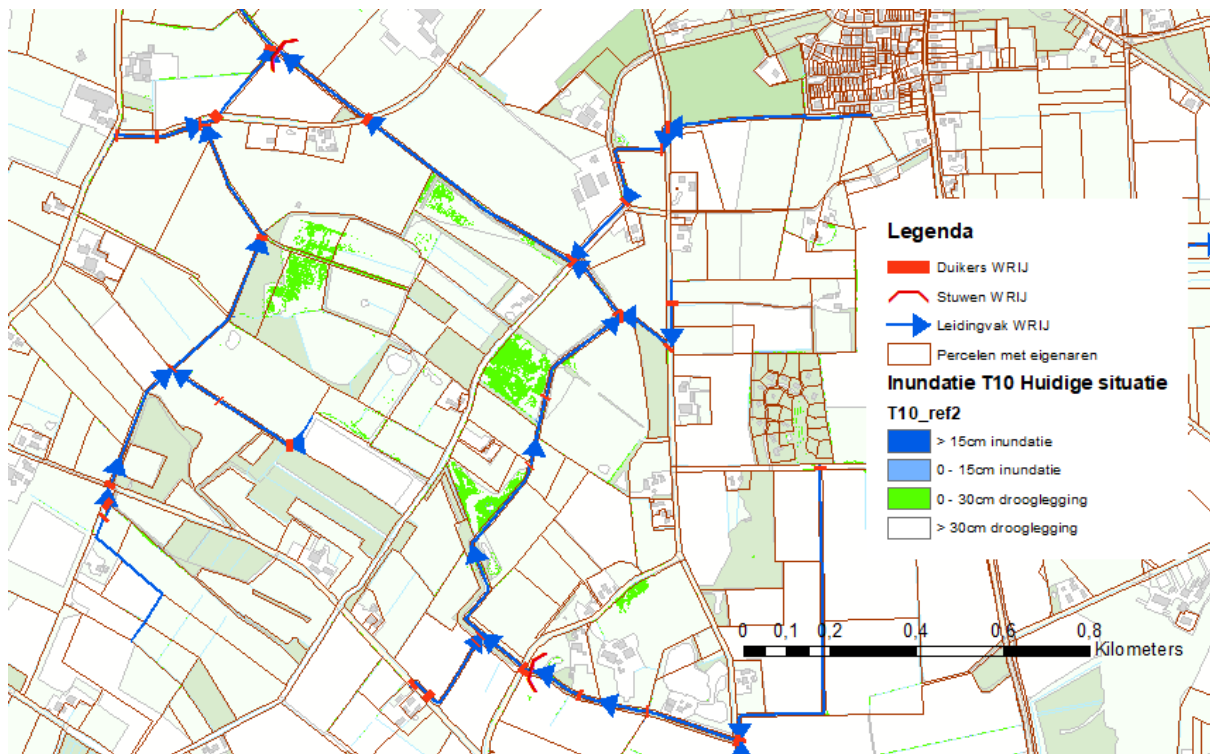 Legenda
Duikers WRIJ
Stuwen WRIJ
Leidingvak WRIJ
Percelen met eigenaren
Inundatie T10 Huidige situatie
T10_ref2
> 15cm inundatie
0 - 15cm inundatie
0 - 30cm drooglegging
> 30cm drooglegging
0 0,1 0,2 0,4 0,6 0,8
Kilometers